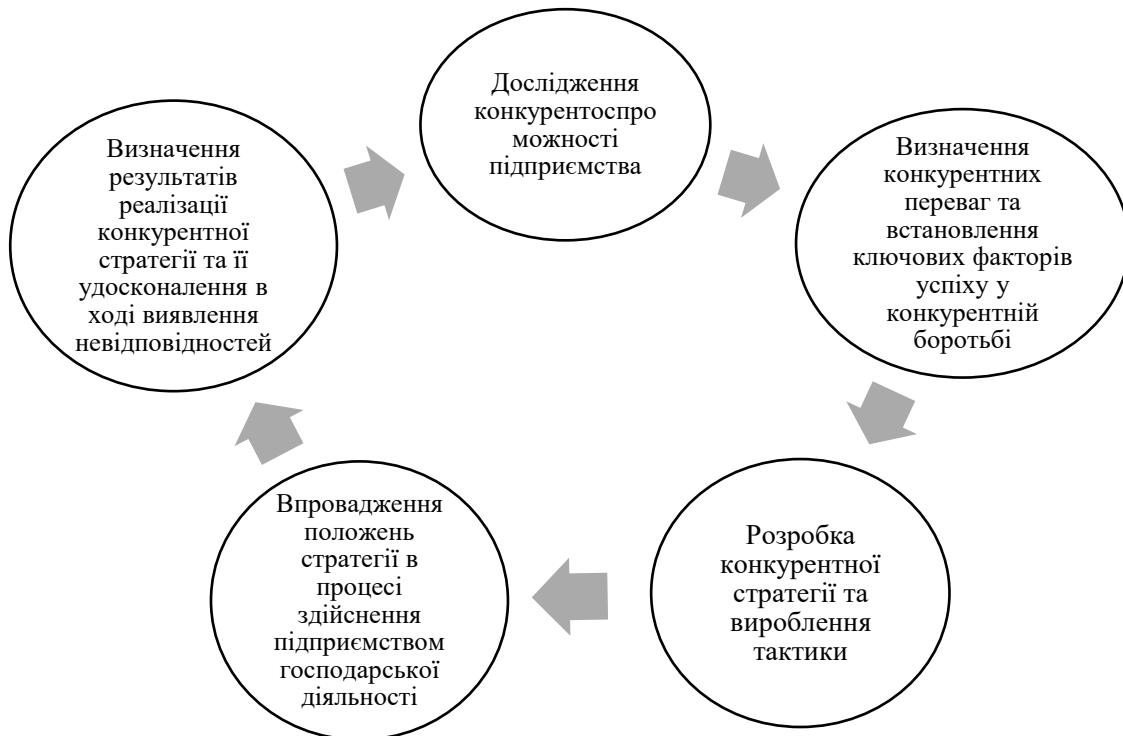 Дослідження
конкурентоспро
можності
підприємства
Визначення
конкурентних
переваг та
встановлення
ключових факторів
успіху у
конкурентній
боротьбі
Розробка
конкурентної
стратегії та
вироблення
тактики
Впровадження
положень
стратегії в
процесі
здійснення
підприємством
господарської
діяльності
Визначення
результатів
реалізації
конкурентної
стратегії та її
удосконалення в
ході виявлення
невідповідностей